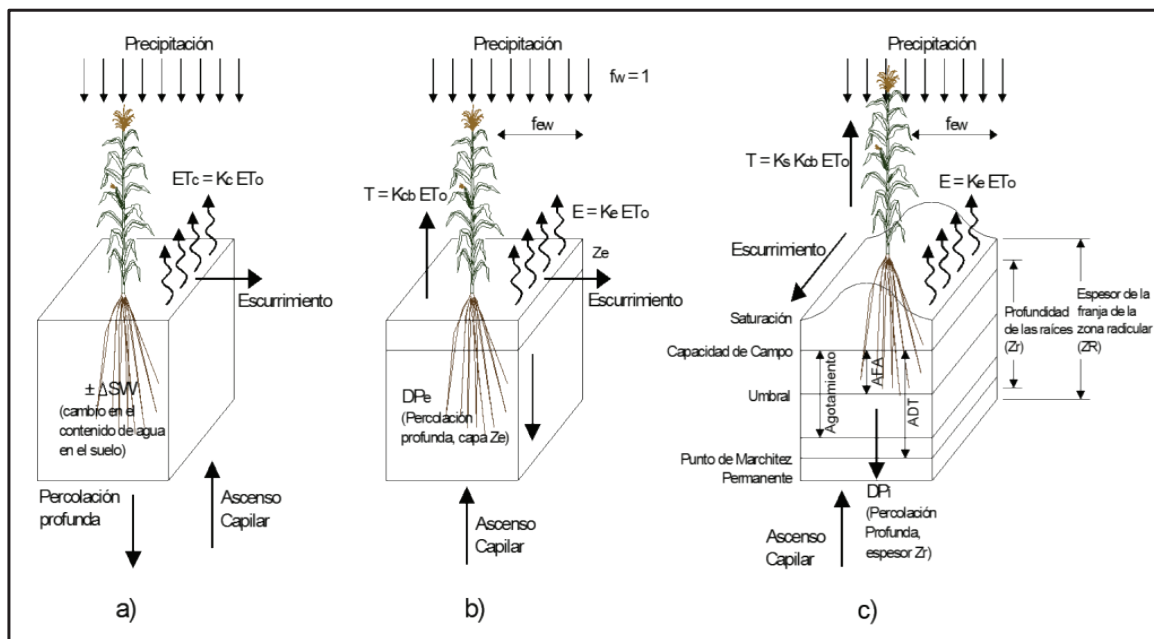 Precipitación
ETc = Kc ETo
Escurrimiento
± ΔSW
(cambro en el
contenido de agua
en el suelo)
Percolación
profunda
Ascenso
Capilar
a)
Precipitación
fw = 1
few
T = Kcb ETo
E = Ke ETo
Ze
Escurrimiento
DPe
(Percolación
profunda, capa Ze)
Ascenso
Capilar
b)
Precipitación
few
T = Ks Kcb ETo
E = Ke ETo
Escurrimiento
Saturación
Capacidad de Campo
Umbral
Punto de Marchitez
Permanente
Agotamiento
AFA
ADT
Profundidad
de las raíces
(Zr)
Espesor de la
franja de la
zona radicular
(ZR)
DPi
(Percolación
Profunda,
espesor Zr)
Ascenso
Capilar
c)